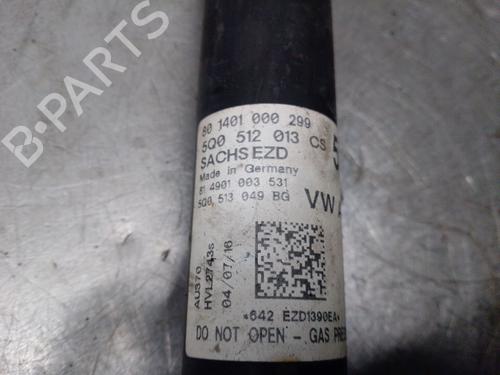 80 1401 000 299
5Q0 512 013 CS
SACHS EZD
Made in Germany
81 4901 003 531
5Q0 513 049 BG
VW
AU370
HVL2743s
04/07/16
*642 EZD1390EA*
DO NOT OPEN - GAS
B-PARTS